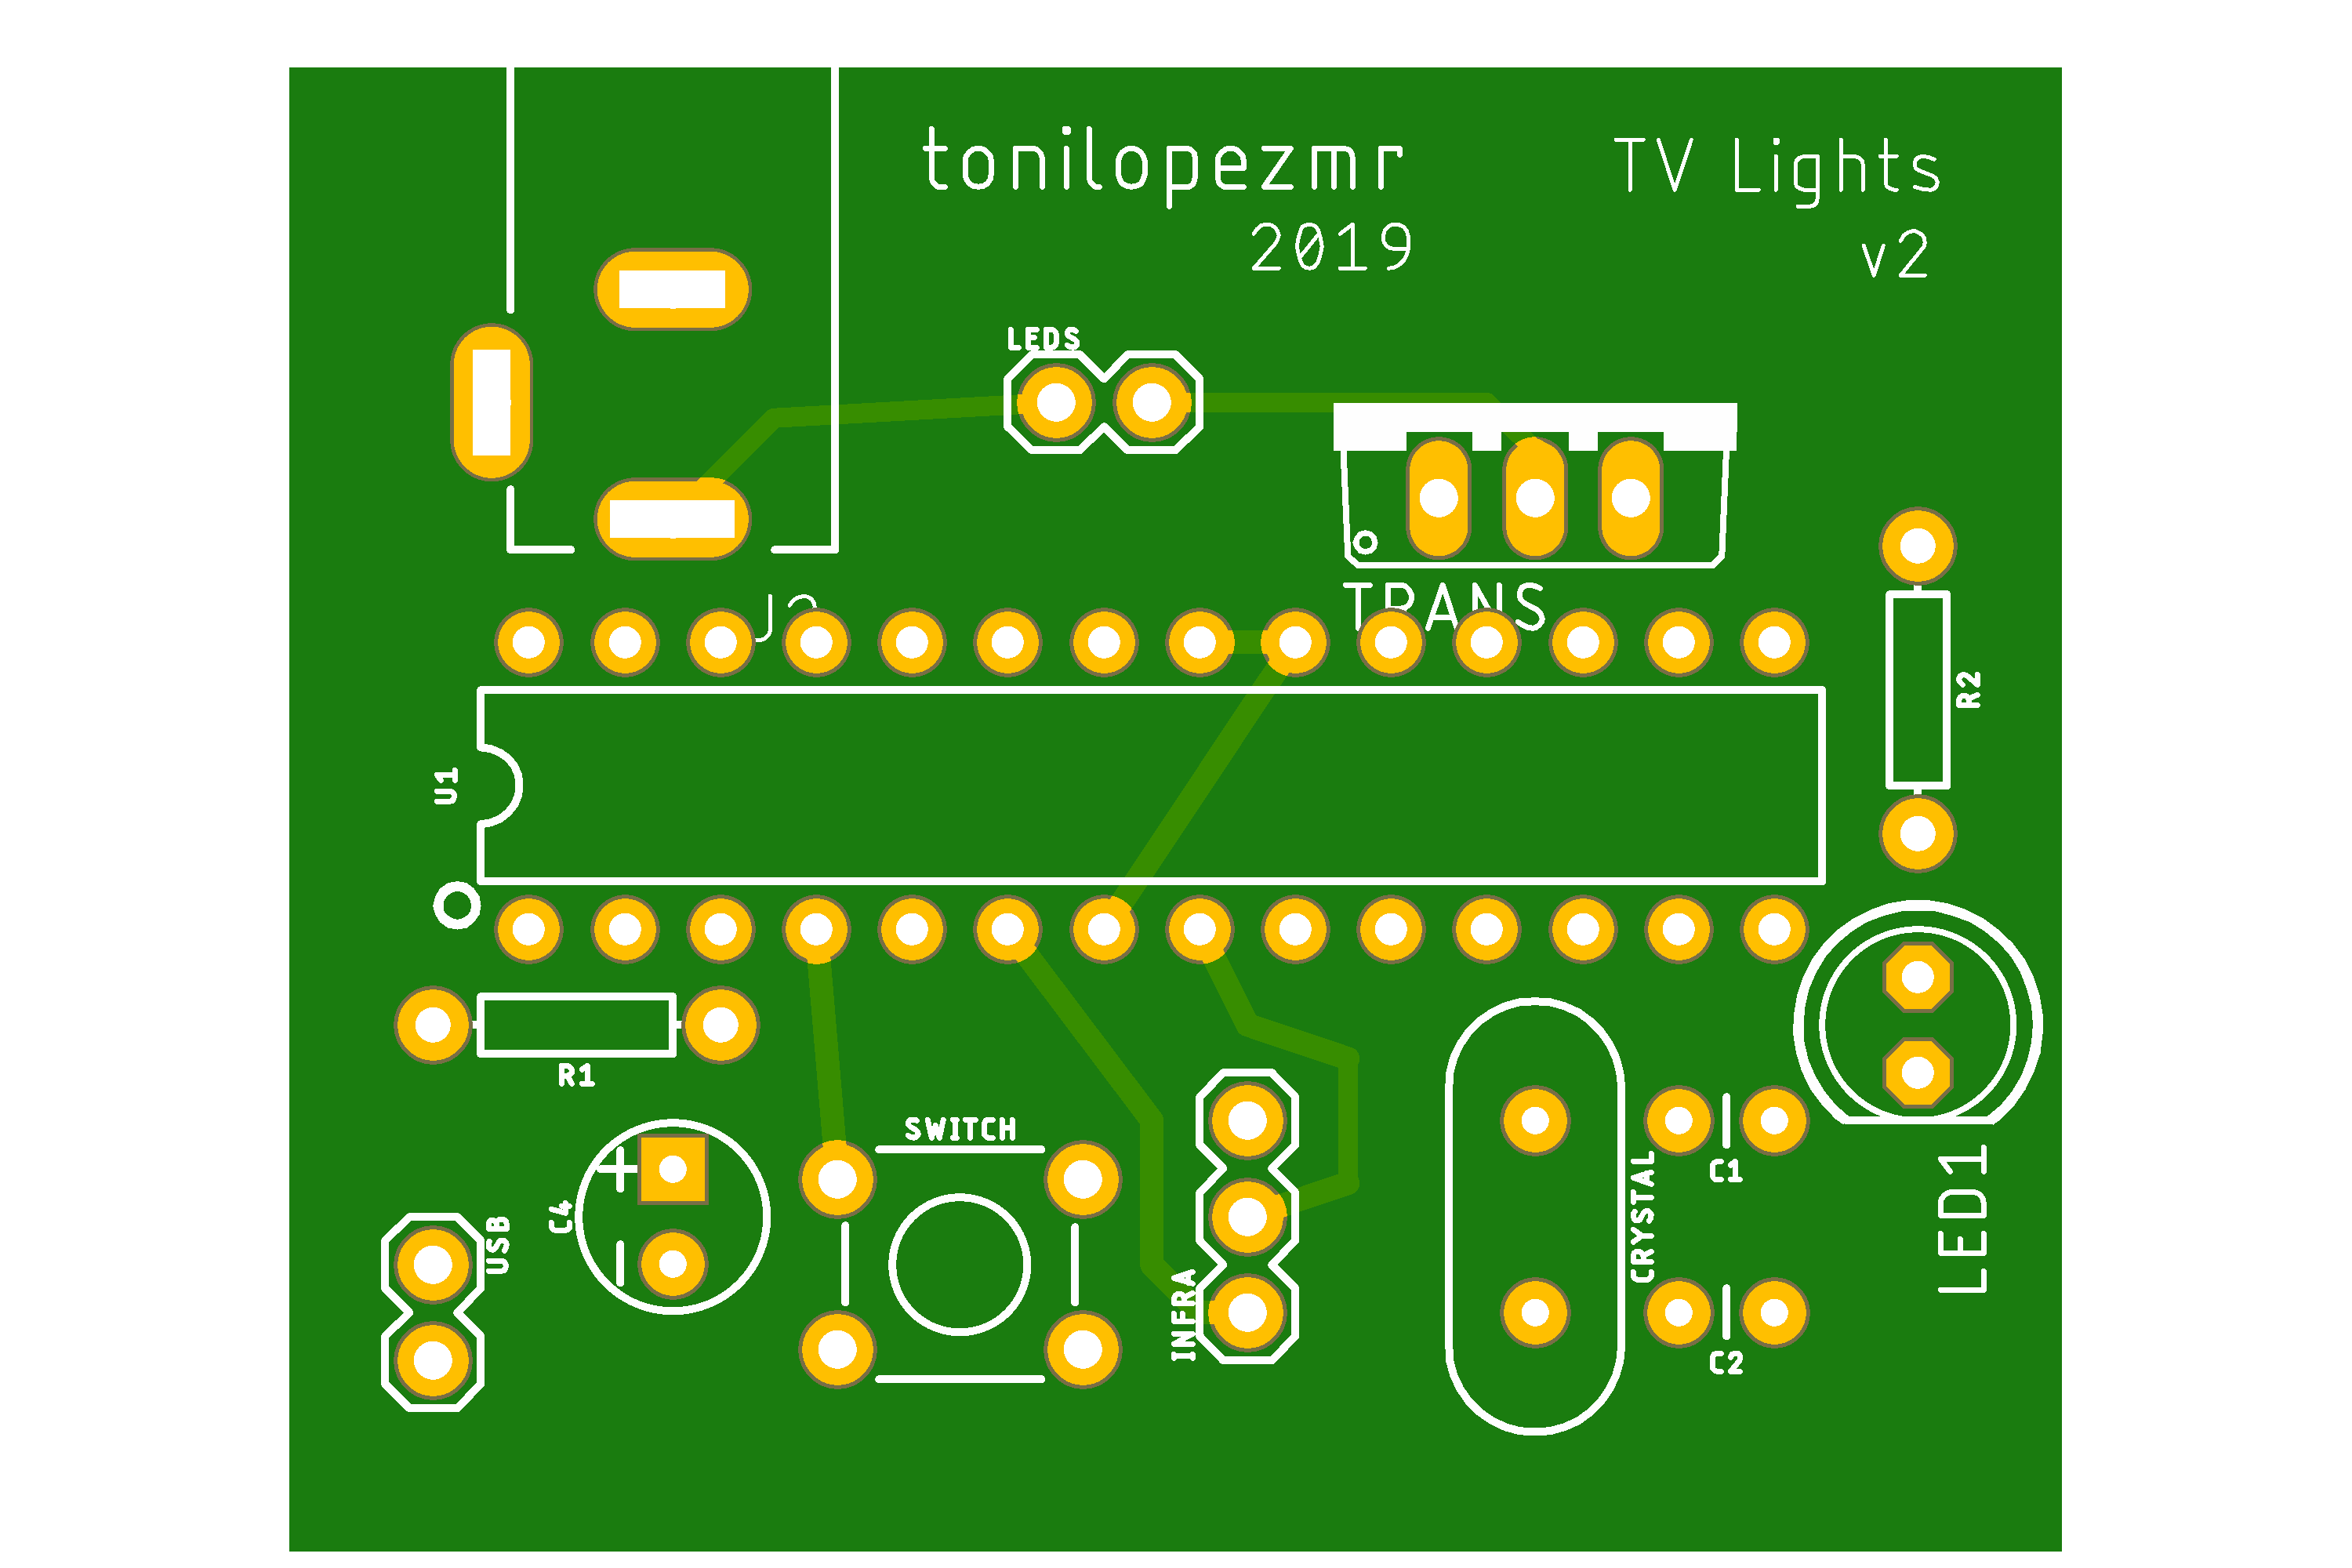 tonilopezmr
TV Lights
2019
v2
LEDS
J2
TRANS
R2
U1
R1
SWITCH
C4
USB
INFRA
CRYSTAL
C1
C2
LED1
+
-